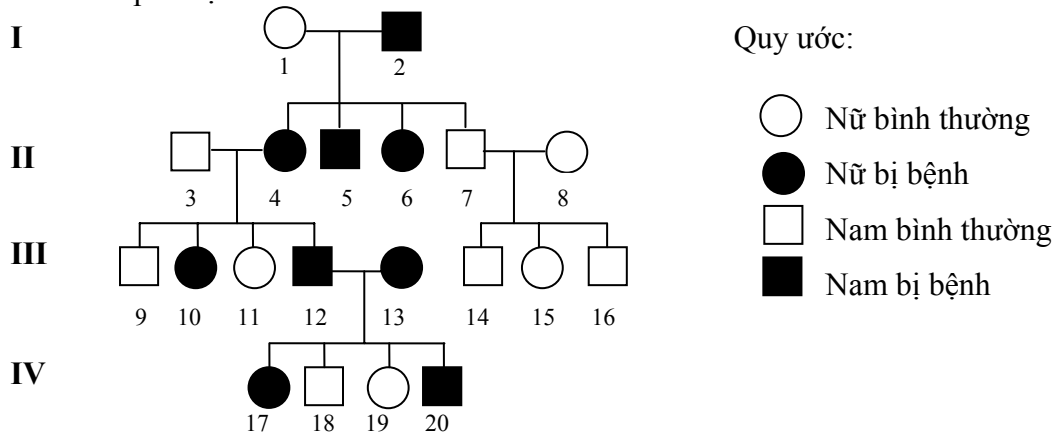 I
1 2
Quy ước:
Nữ bình thường
II
3 4 5 6 7 8
Nữ bị bệnh
Nam bình thường
III
9 10 11 12 13 14 15 16
Nam bị bệnh
IV
17 18 19 20